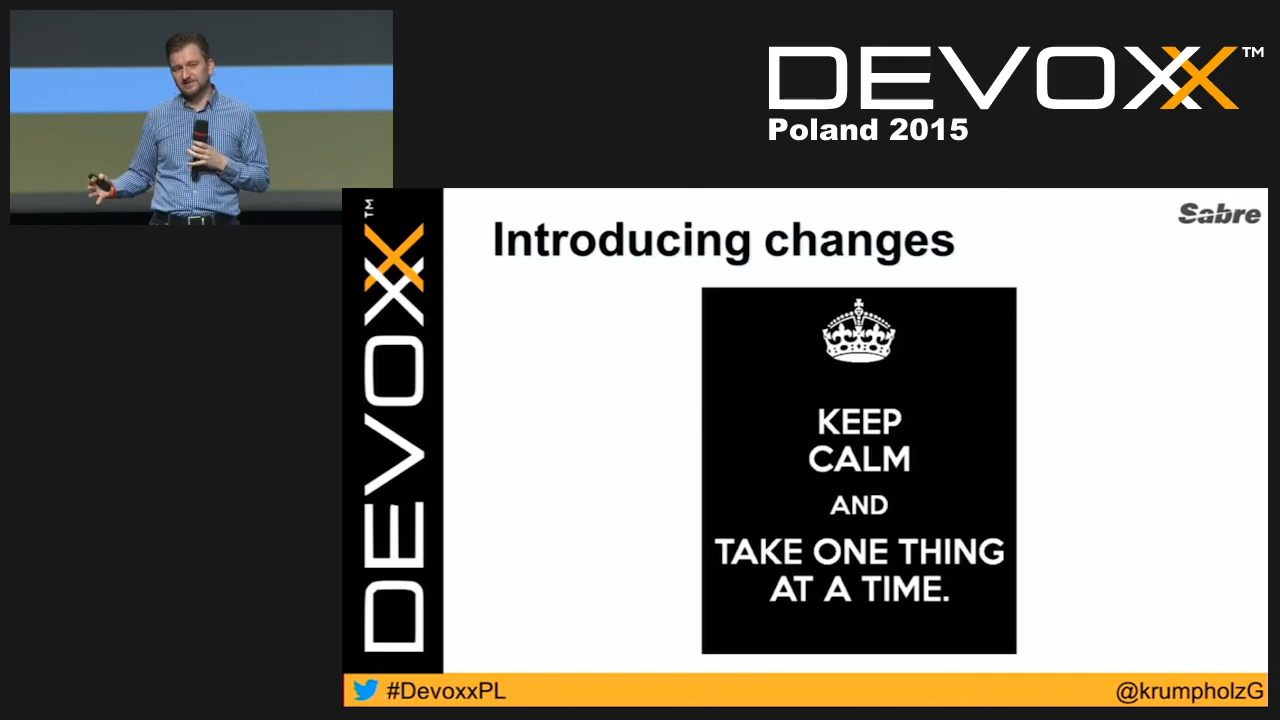 DEVOXX™
Poland 2015
DEVOXX™
Sabre
Introducing changes
KEEP
CALM
AND
TAKE ONE THING
AT A TIME.
#DevoxxPL
@krumpholzG